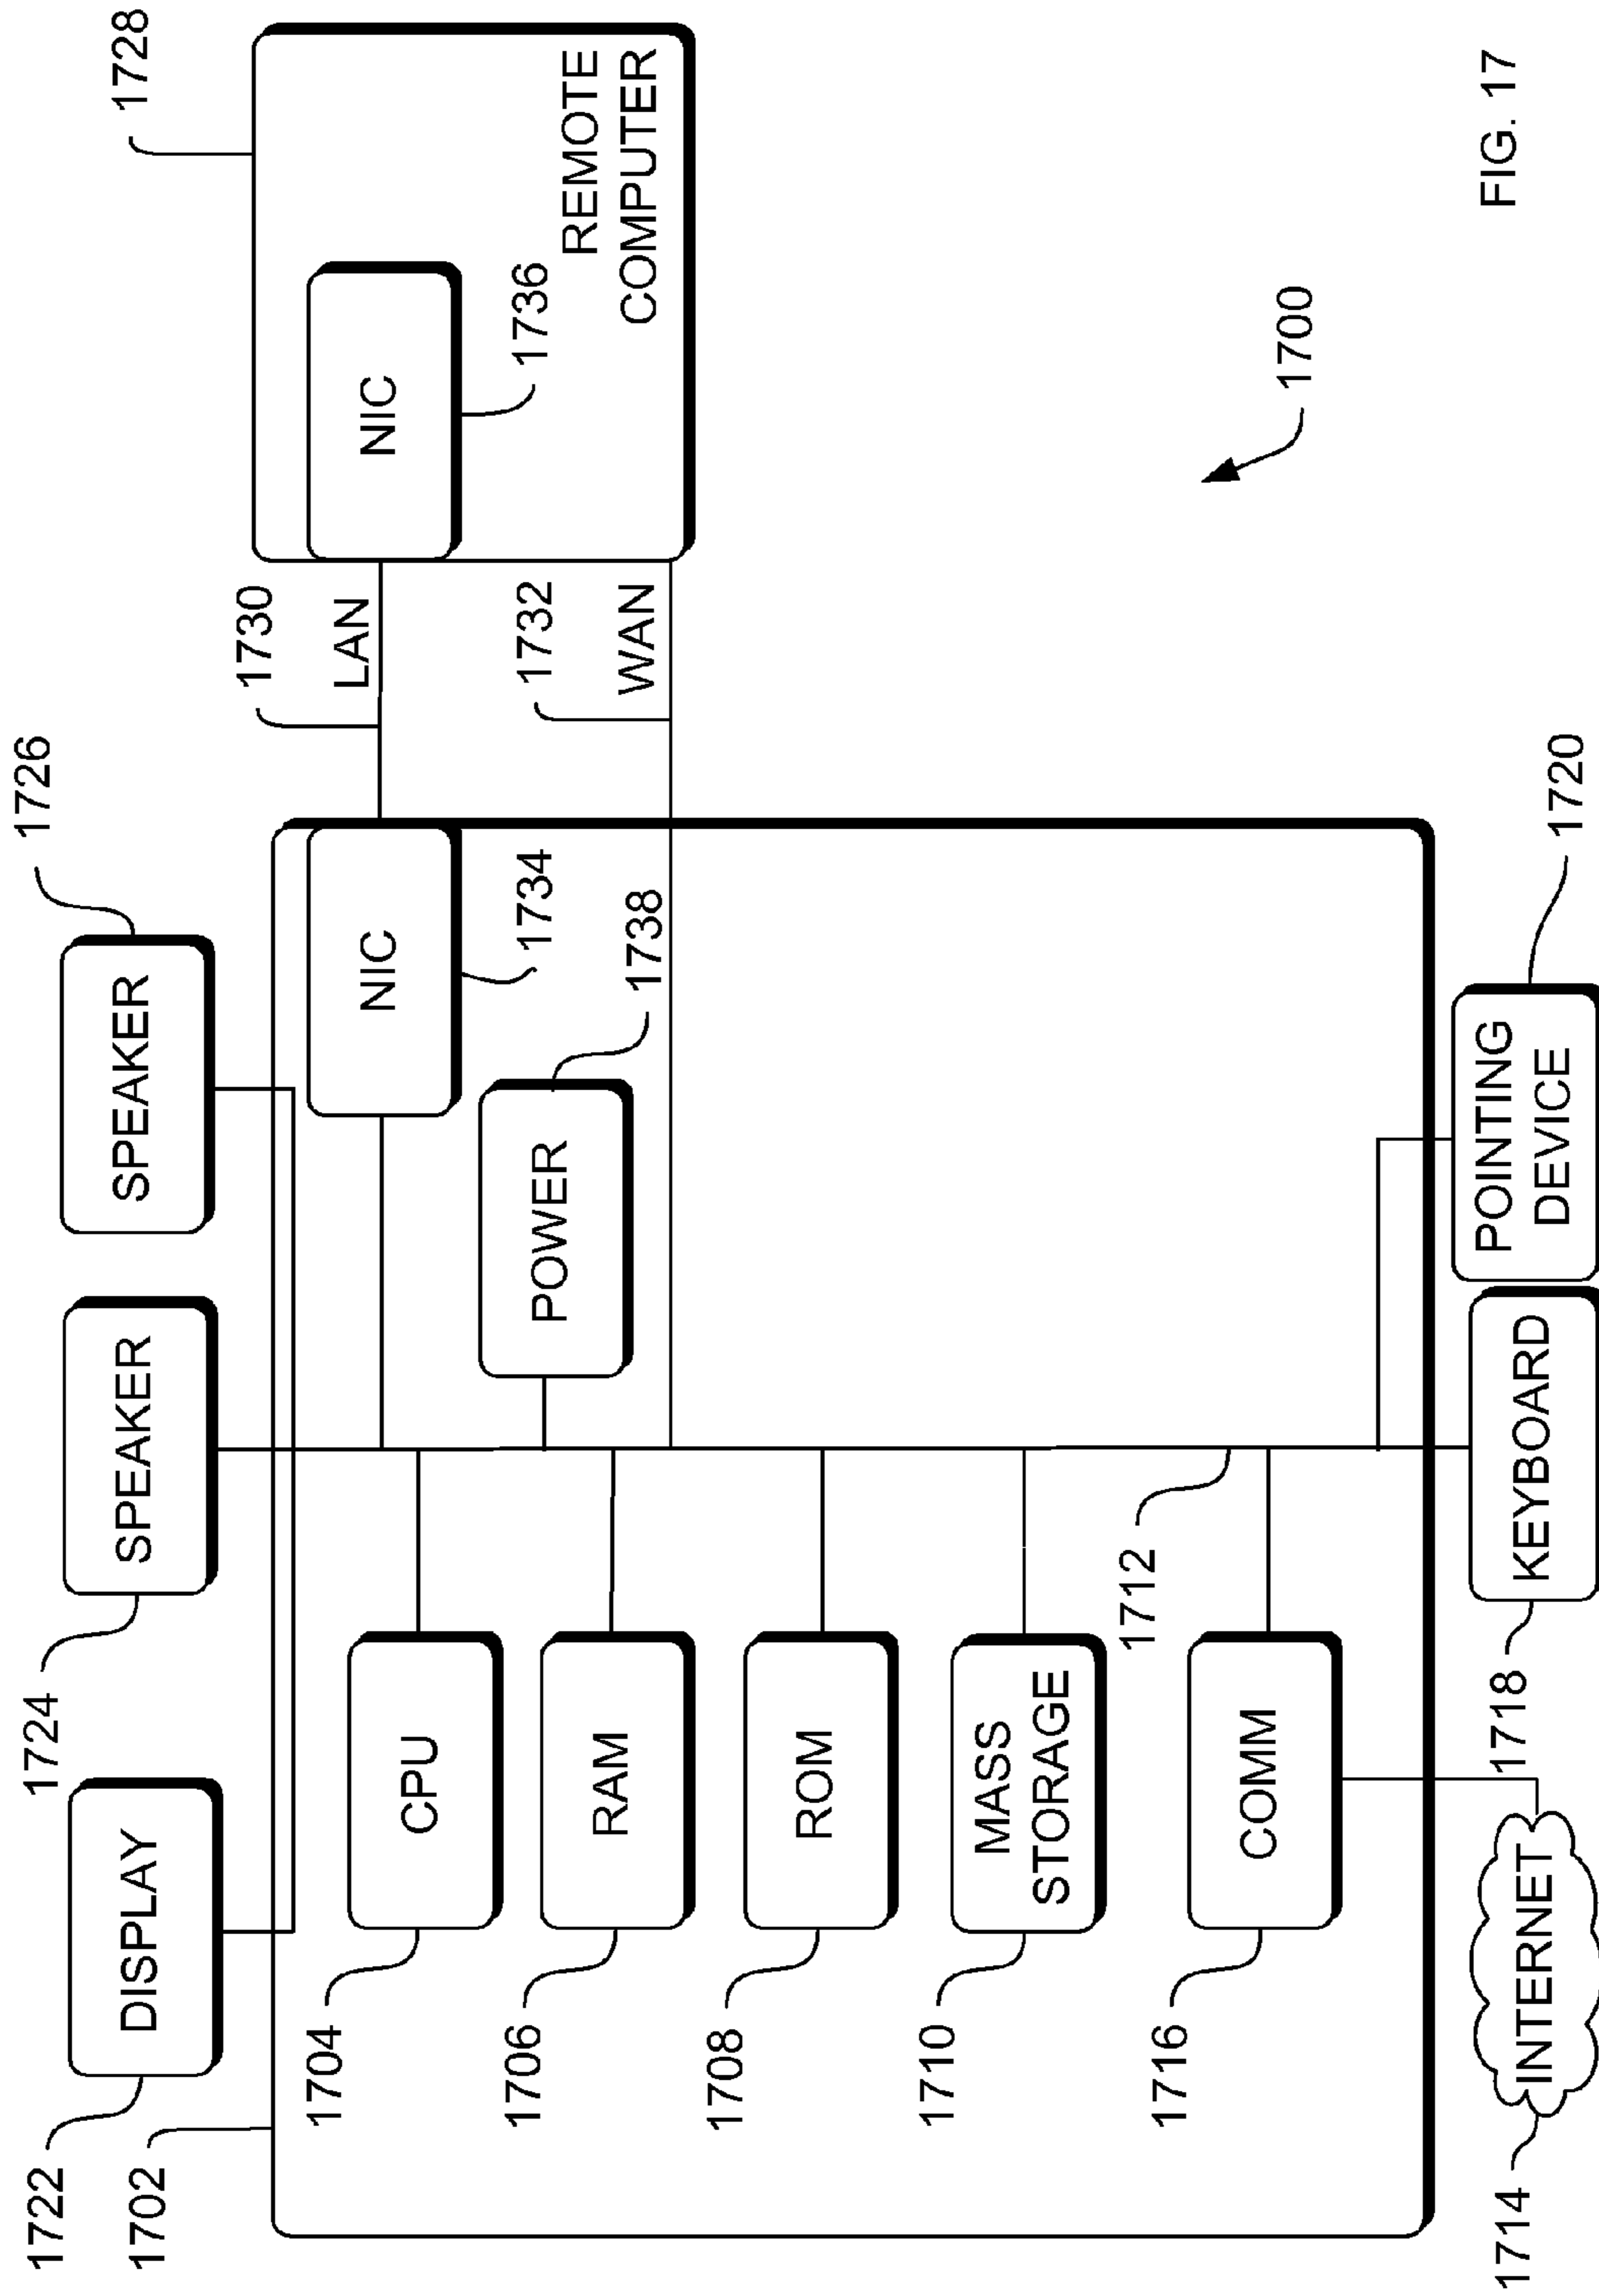 1722
1702
DISPLAY
1724
SPEAKER
SPEAKER
1726
1728
1704
CPU
NIC
1734
1730
LAN
NIC
1736
REMOTE
COMPUTER
1706
RAM
POWER
1738
1732
WAN
1708
ROM
1710
MASS
STORAGE
1712
1716
COMM
1700
1714
INTERNET
1718
KEYBOARD
POINTING
DEVICE
1720
FIG. 17